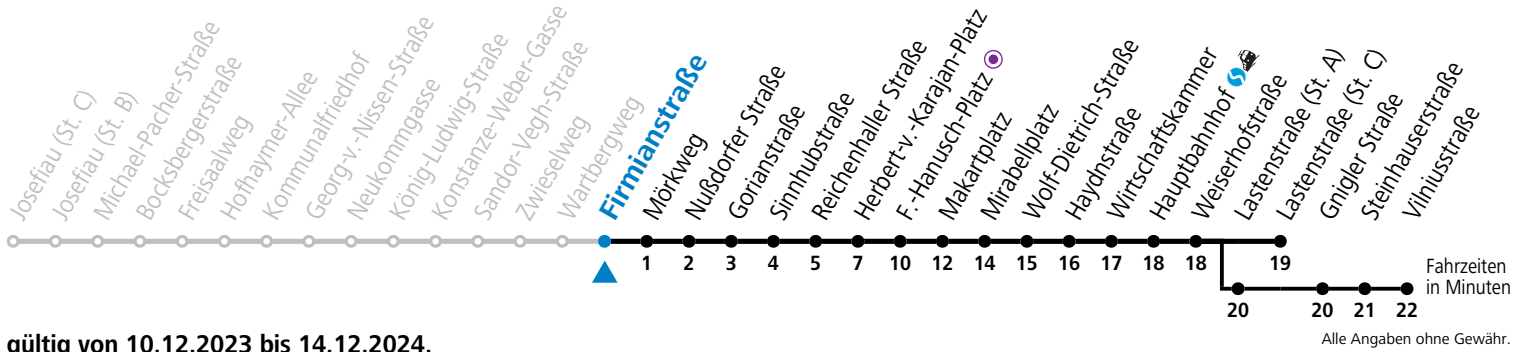 Josefiau (St. C)
Josefiau (St. B)
Michael-Pacher-Straße
Bocksbergerstraße
Freisaalweg
Hofhaymer-Allee
Kommunalfriedhof
Georg-v.-Nissen-Straße
Neukommgasse
König-Ludwig-Straße
Konstanze-Weber-Gasse
Sandor-Vegh-Straße
Zwieselweg
Wartbergweg
Firmianstraße
Mörkweg
Nußdorfer Straße
Gorianstraße
Sinnhubstraße
Reichenhaller Straße
Herbert-v.-Karajan-Platz
F.-Hanusch-Platz
Makartplatz
Mirabellplatz
Wolf-Dietrich-Straße
Haydnstraße
Wirtschaftskammer
Hauptbahnhof
Weiserhofstraße
Lastenstraße (St. A)
Lastenstraße (St. C)
Gnigler Straße
Steinhauserstraße
Vilniusstraße
1 2 3 4 5 7 10 12 14 15 16 17 18 18 19
20 20 21 22
Fahrzeiten
in Minuten
Alle Angaben ohne Gewähr.
gültig von 10.12.2023 bis 14.12.2024.